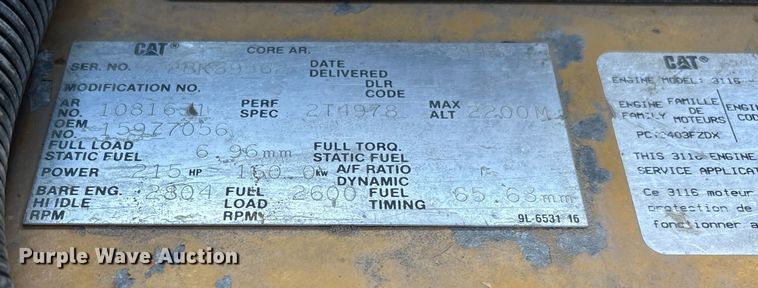 CAT® CORE AR.
SER. NO. DATE DELIVERED
MODIFICATION NO. DLR CODE
AR NO. 1081631 PERF SPEC 2T4978 MAX ALT 2200M
OEM NO. 15977056
FULL LOAD STATIC FUEL 6.96mm FULL TORQ. STATIC FUEL
POWER 215 HP 160.0 kw A/F RATIO DYNAMIC
BARE ENG. HI IDLE RPM 2804 FULL LOAD RPM 2600 FUEL TIMING 65.68mm
9L-6531 16
CAT®
ENGINE MODEL: 3116
ENGINE FAMILY
FAMILLE DE MOTEURS
THIS 3116 ENGINE
SERVICE
Ce 3116 moteur
protection de
fonctionner
Purple Wave Auction